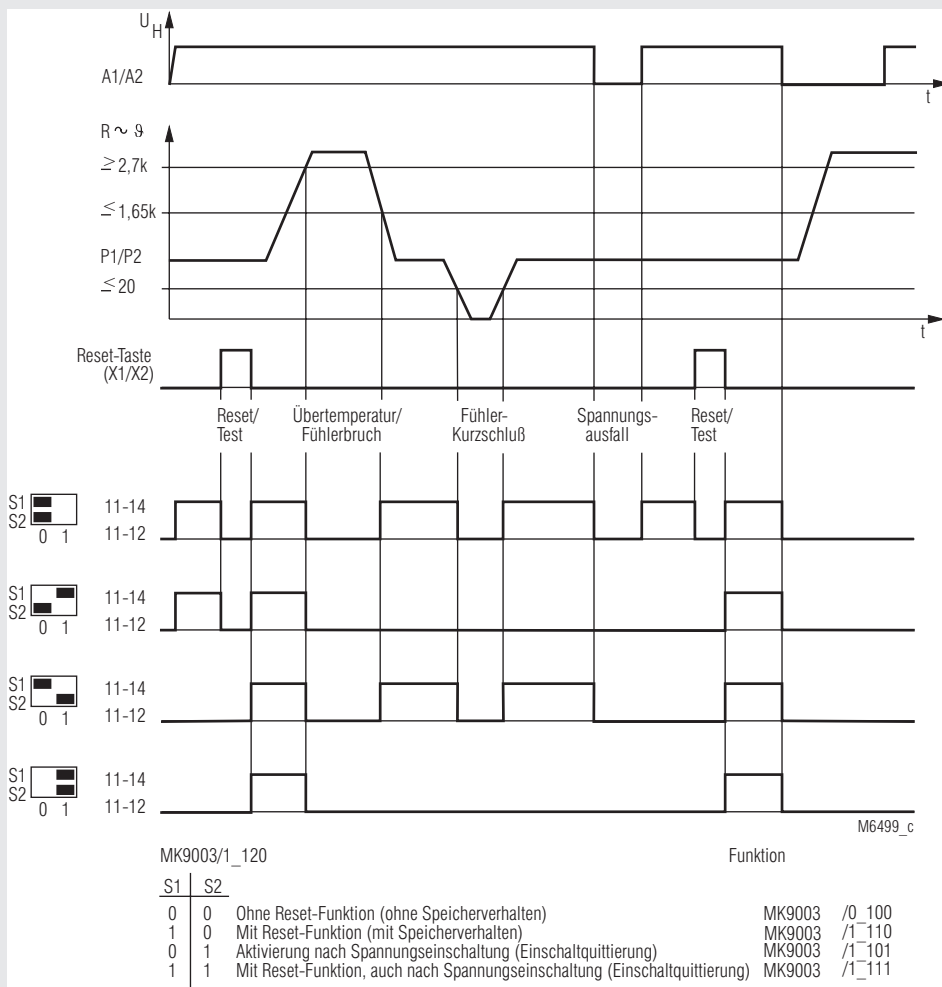 U H
A1/A2
t
R ~ ϑ
≥ 2,7k
≤ 1,65k
P1/P2
≤ 20
t
Reset-Taste
(X1/X2)
Reset/
Test
Übertemperatur/
Fühlerbruch
Fühler-
Kurzschluß
Spannungs-
ausfall
Reset/
Test
S1
S2
0 1
11-14
11-12
S1
S2
0 1
11-14
11-12
S1
S2
0 1
11-14
11-12
S1
S2
0 1
11-14
11-12
M6499_c
MK9003/1_120 Funktion
S1 S2
0 0 Ohne Reset-Funktion (ohne Speicherverhalten) MK9003 /0_100
1 0 Mit Reset-Funktion (mit Speicherverhalten) MK9003 /1_110
0 1 Aktivierung nach Spannungseinschaltung (Einschaltquittierung) MK9003 /1_101
1 1 Mit Reset-Funktion, auch nach Spannungseinschaltung (Einschaltquittierung) MK9003 /1_111